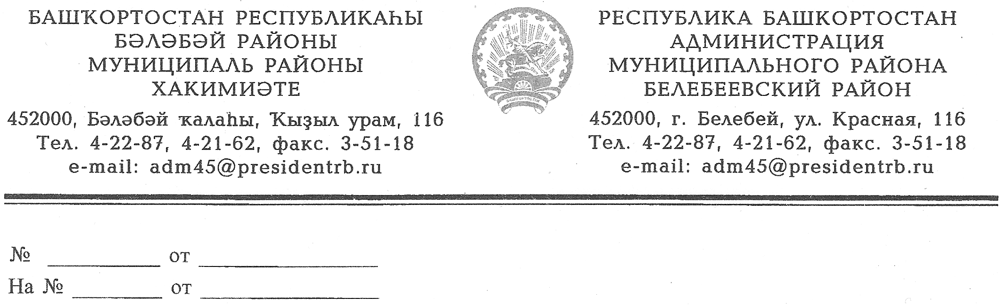 БАШҠОРТОСТАН РЕСПУБЛИКАҺЫ
БӘЛӘБӘЙ РАЙОНЫ
МУНИЦИПАЛЬ РАЙОНЫ
ХАКИМИӘТЕ
452000, Бәләбәй ҡалаһы, Ҡыҙыл урам, 116
Тел. 4-22-87, 4-21-62, факс. 3-51-18
e-mail: adm45@presidentrb.ru
БАШҠОРТОСТАН
РЕСПУБЛИКА БАШКОРТОСТАН
АДМИНИСТРАЦИЯ
МУНИЦИПАЛЬНОГО РАЙОНА
БЕЛЕБЕЕВСКИЙ РАЙОН
452000, г. Белебей, ул. Красная, 116
Тел. 4-22-87, 4-21-62, факс. 3-51-18
e-mail: adm45@presidentrb.ru
№ ________ от ________
На № ________ от ________